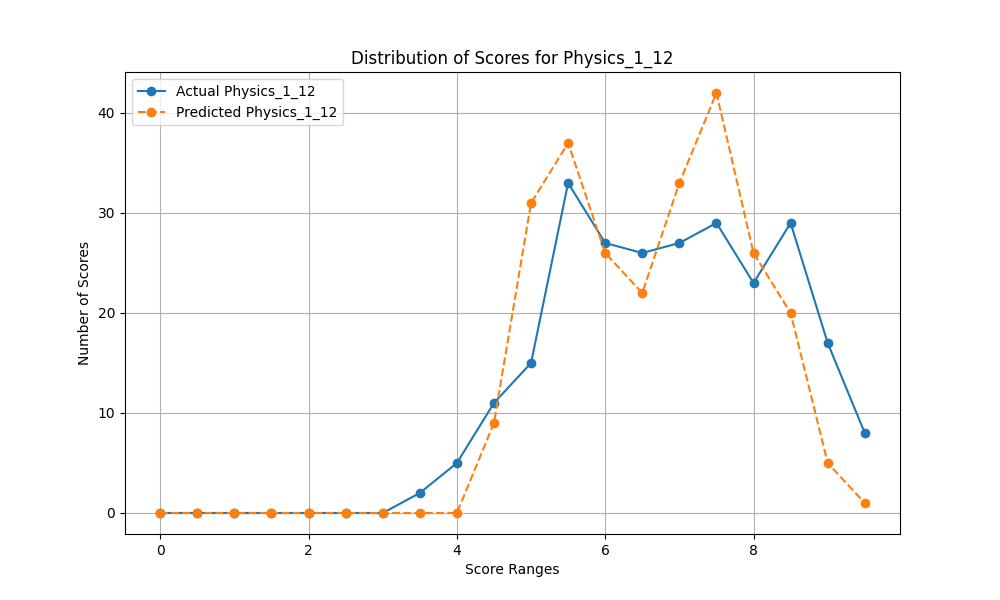 Distribution of Scores for Physics_1_12
Actual Physics_1_12
Predicted Physics_1_12
Number of Scores
40
30
20
10
0
0 2 4 6 8
Score Ranges